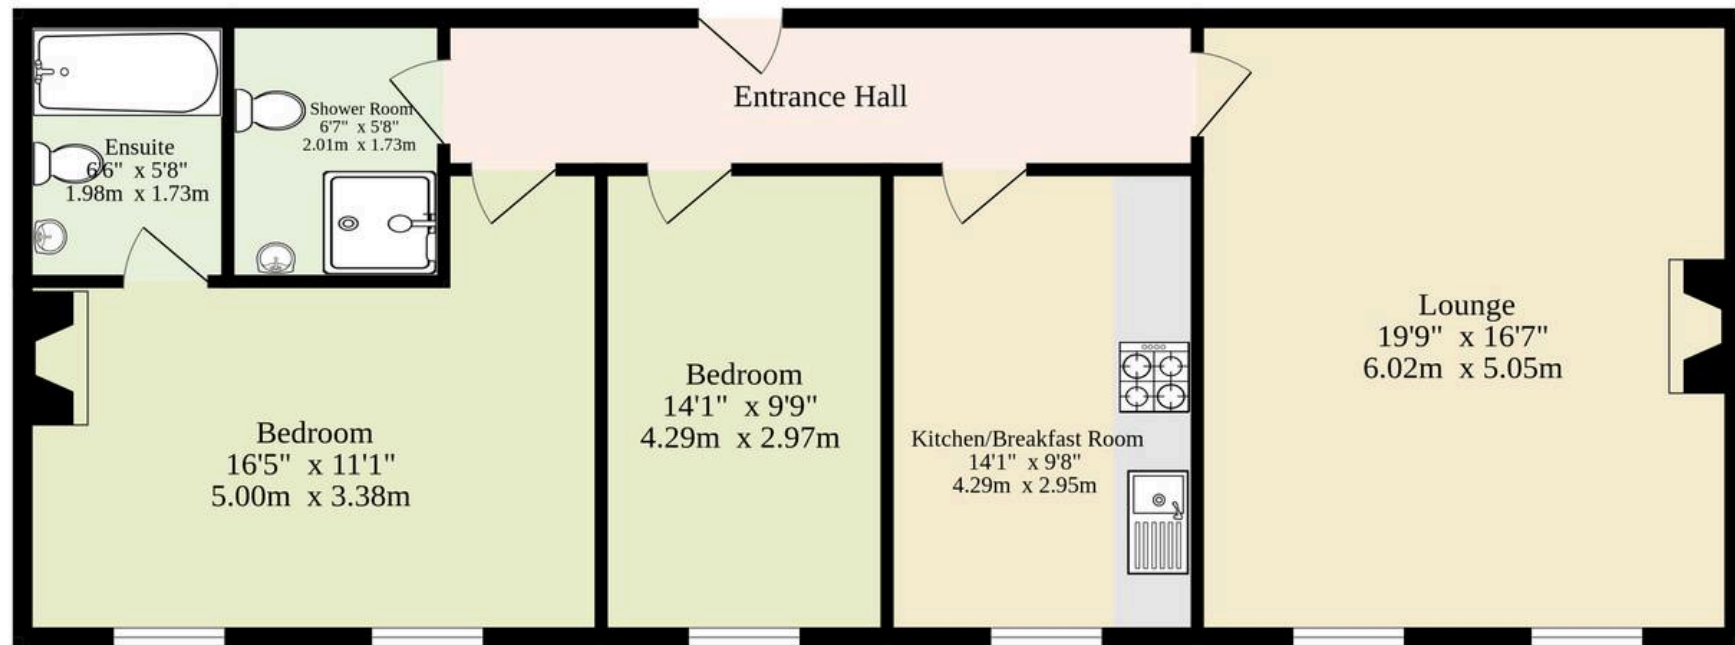 Entrance Hall
Shower Room
6'7" x 5'8"
2.01m x 1.73m
Ensuite
6'6" x 5'8"
1.98m x 1.73m
Lounge
19'9" x 16'7"
6.02m x 5.05m
Bedroom
14'1" x 9'9"
4.29m x 2.97m
Bedroom
16'5" x 11'1"
5.00m x 3.38m
Kitchen/Breakfast Room
14'1" x 9'8"
4.29m x 2.95m